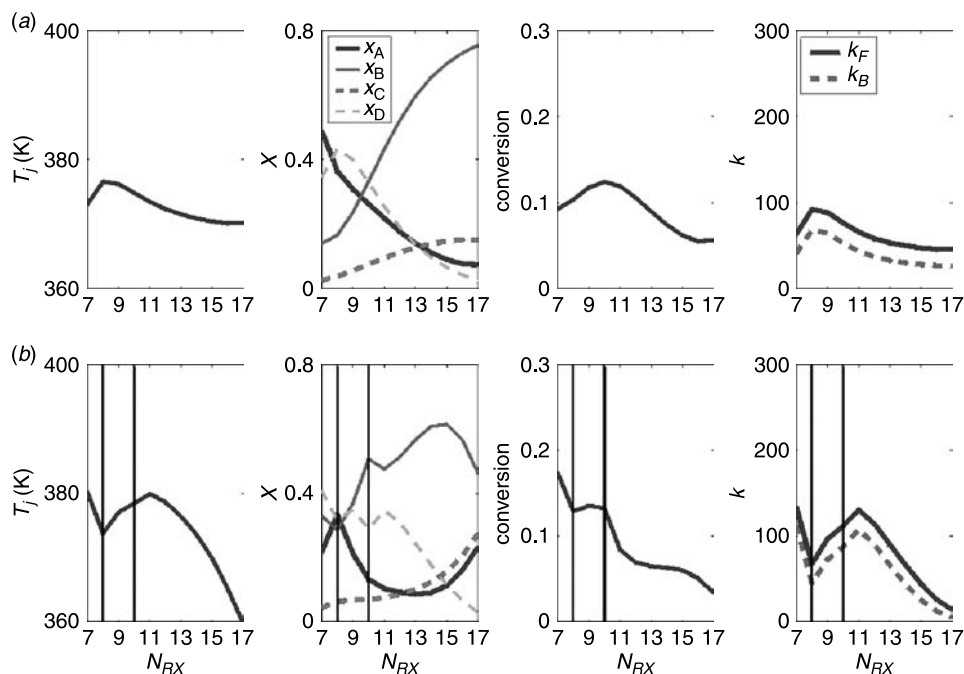 (a)
400
380
360
T_j (K)
7 9 11 13 15 17
0.8
0.4
0
X
x_A
x_B
x_C
x_D
7 9 11 13 15 17
0.3
0.2
0.1
0
conversion
7 9 11 13 15 17
300
200
100
0
k
k_F
k_B
7 9 11 13 15 17
(b)
400
380
360
T_j (K)
7 9 11 13 15 17
N_RX
0.8
0.4
0
X
7 9 11 13 15 17
N_RX
0.3
0.2
0.1
0
conversion
7 9 11 13 15 17
N_RX
300
200
100
0
k
7 9 11 13 15 17
N_RX